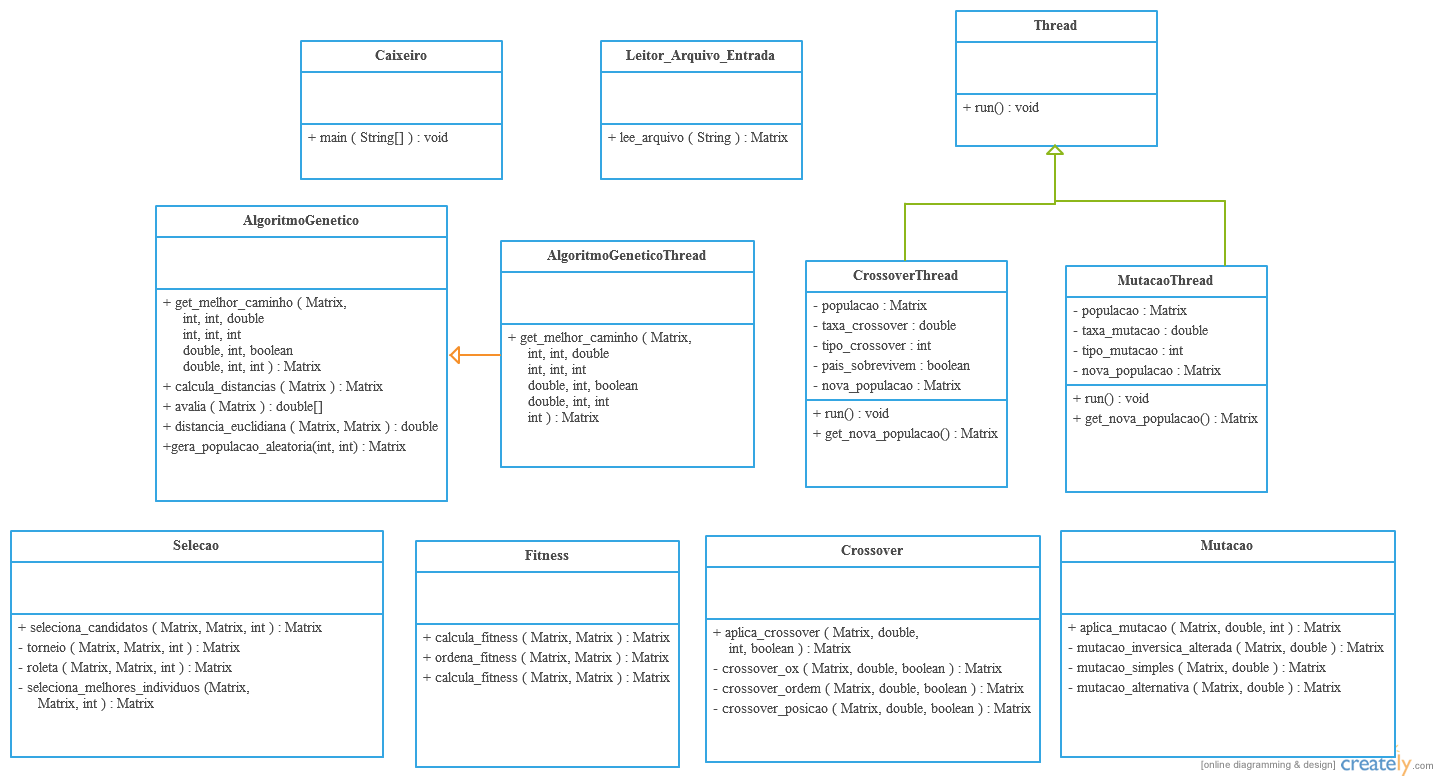 Caixeiro
+ main ( String[] ) : void
Leitor_Arquivo_Entrada
+ lee_arquivo ( String ) : Matrix
Thread
+ run() : void
AlgoritmoGenetico
+ get_melhor_caminho ( Matrix,
int, int, double
int, int, int
double, int, boolean
double, int, int ) : Matrix
+ calcula_distancias ( Matrix ) : Matrix
+ avalia ( Matrix ) : double[]
+ distancia_euclidiana ( Matrix, Matrix ) : double
+gera_populacao_aleatoria(int, int) : Matrix
AlgoritmoGeneticoThread
+ get_melhor_caminho ( Matrix,
int, int, double
int, int, int
double, int, boolean
double, int, int
int ) : Matrix
CrossoverThread
- populacao : Matrix
- taxa_crossover : double
- tipo_crossover : int
- pais_sobrevivem : boolean
- nova_populacao : Matrix
+ run() : void
+ get_nova_populacao() : Matrix
MutacaoThread
- populacao : Matrix
- taxa_mutacao : double
- tipo_mutacao : int
- nova_populacao : Matrix
+ run() : void
+ get_nova_populacao() : Matrix
Selecao
+ seleciona_candidatos ( Matrix, Matrix, int ) : Matrix
- torneio ( Matrix, Matrix, int ) : Matrix
- roleta ( Matrix, Matrix, int ) : Matrix
- seleciona_melhores_individuos (Matrix,
Matrix, int ) : Matrix
Fitness
+ calcula_fitness ( Matrix, Matrix ) : Matrix
+ ordena_fitness ( Matrix, Matrix ) : Matrix
+ calcula_fitness ( Matrix, Matrix ) : Matrix
Crossover
+ aplica_crossover ( Matrix, double,
int, boolean ) : Matrix
- crossover_ox ( Matrix, double, boolean ) : Matrix
- crossover_ordem ( Matrix, double, boolean ) : Matrix
- crossover_posicao ( Matrix, double, boolean ) : Matrix
Mutacao
+ aplica_mutacao ( Matrix, double, int ) : Matrix
- mutacao_inversica_alterada ( Matrix, double ) : Matrix
- mutacao_simples ( Matrix, double ) : Matrix
- mutacao_alternativa ( Matrix, double ) : Matrix
[online diagramming & design] creately.com